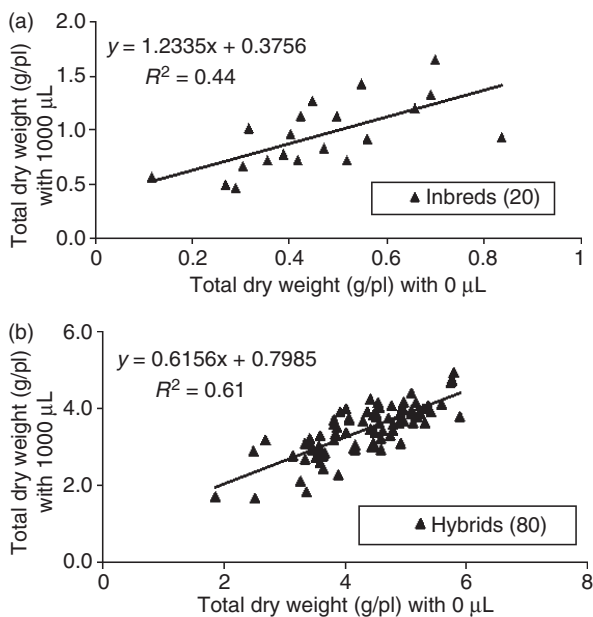 (a)
2.0
1.5
1.0
0.5
0.0
Total dry weight (g/pl)
with 1000 µL
y = 1.2335x + 0.3756
R² = 0.44
▲ Inbreds (20)
0 0.2 0.4 0.6 0.8 1
Total dry weight (g/pl) with 0 µL
(b)
6.0
4.0
2.0
0.0
Total dry weight (g/pl)
with 1000 µL
y = 0.6156x + 0.7985
R² = 0.61
▲ Hybrids (80)
2 4 6 8
Total dry weight (g/pl) with 0 µL